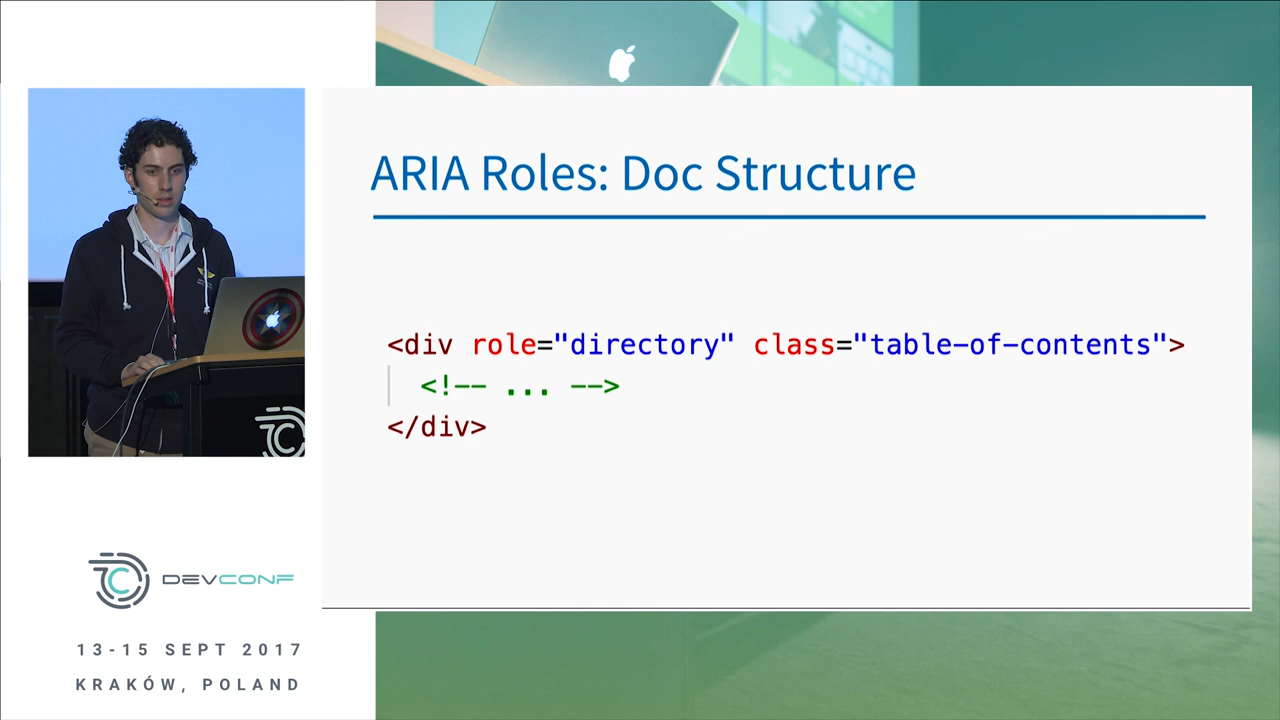 ARIA Roles: Doc Structure
<div role="directory" class="table-of-contents">
<!-- ... -->
</div>
DEVCONF
13-15 SEPT 2017
KRAKÓW, POLAND